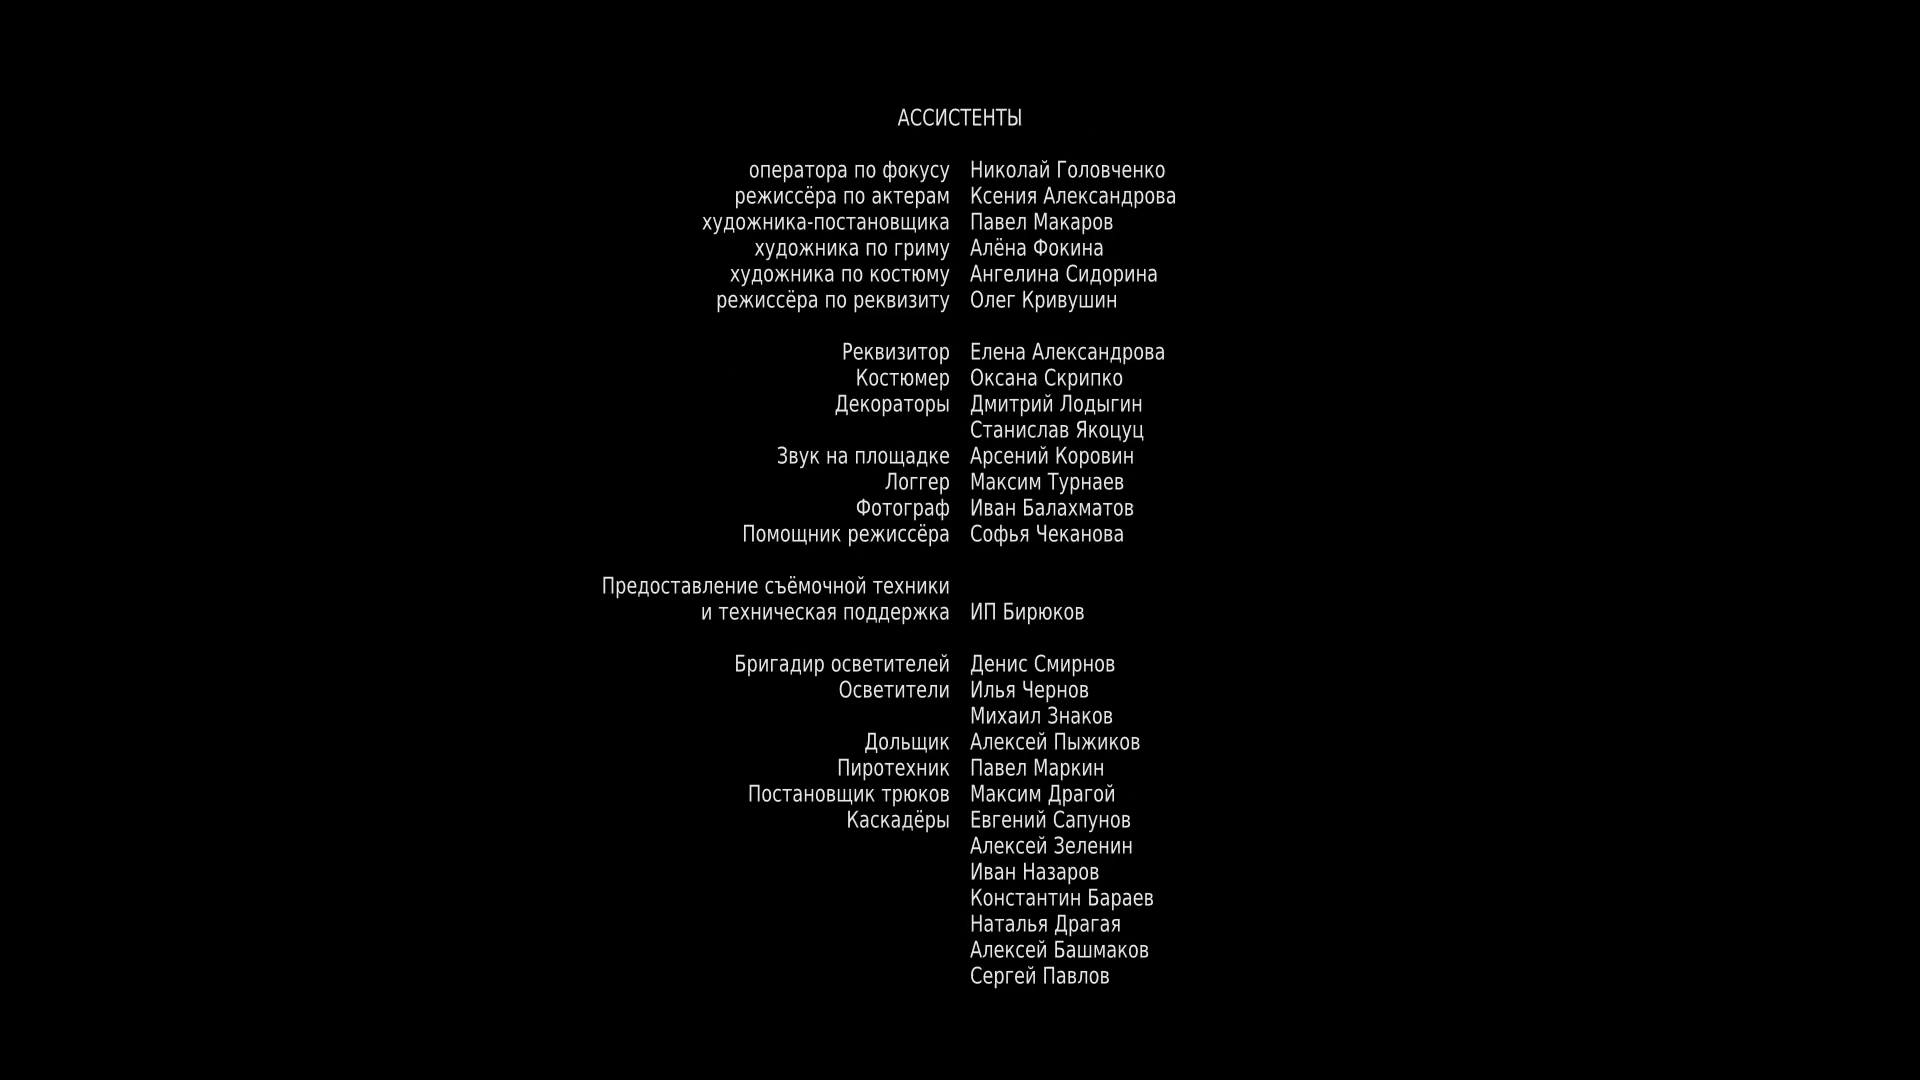 АССИСТЕНТЫ
оператора по фокусу Николай Головченко
режиссёра по актерам Ксения Александрова
художника-постановщика Павел Макаров
художника по гриму Алёна Фокина
художника по костюму Ангелина Сидорина
режиссёра по реквизиту Олег Кривушин
Реквизитор Елена Александрова
Костюмер Оксана Скрипко
Декораторы Дмитрий Лодыгин
Станислав Якоцуц
Звук на площадке Арсений Коровин
Логгер Максим Турнаев
Фотограф Иван Балахматов
Помощник режиссёра Софья Чеканова
Предоставление съёмочной техники
и техническая поддержка ИП Бирюков
Бригадир осветителей Денис Смирнов
Осветители Илья Чернов
Михаил Знаков
Дольщик Алексей Пыжиков
Пиротехник Павел Маркин
Постановщик трюков Максим Драгой
Каскадёры Евгений Сапунов
Алексей Зеленин
Иван Назаров
Константин Бараев
Наталья Драгая
Алексей Башмаков
Сергей Павлов